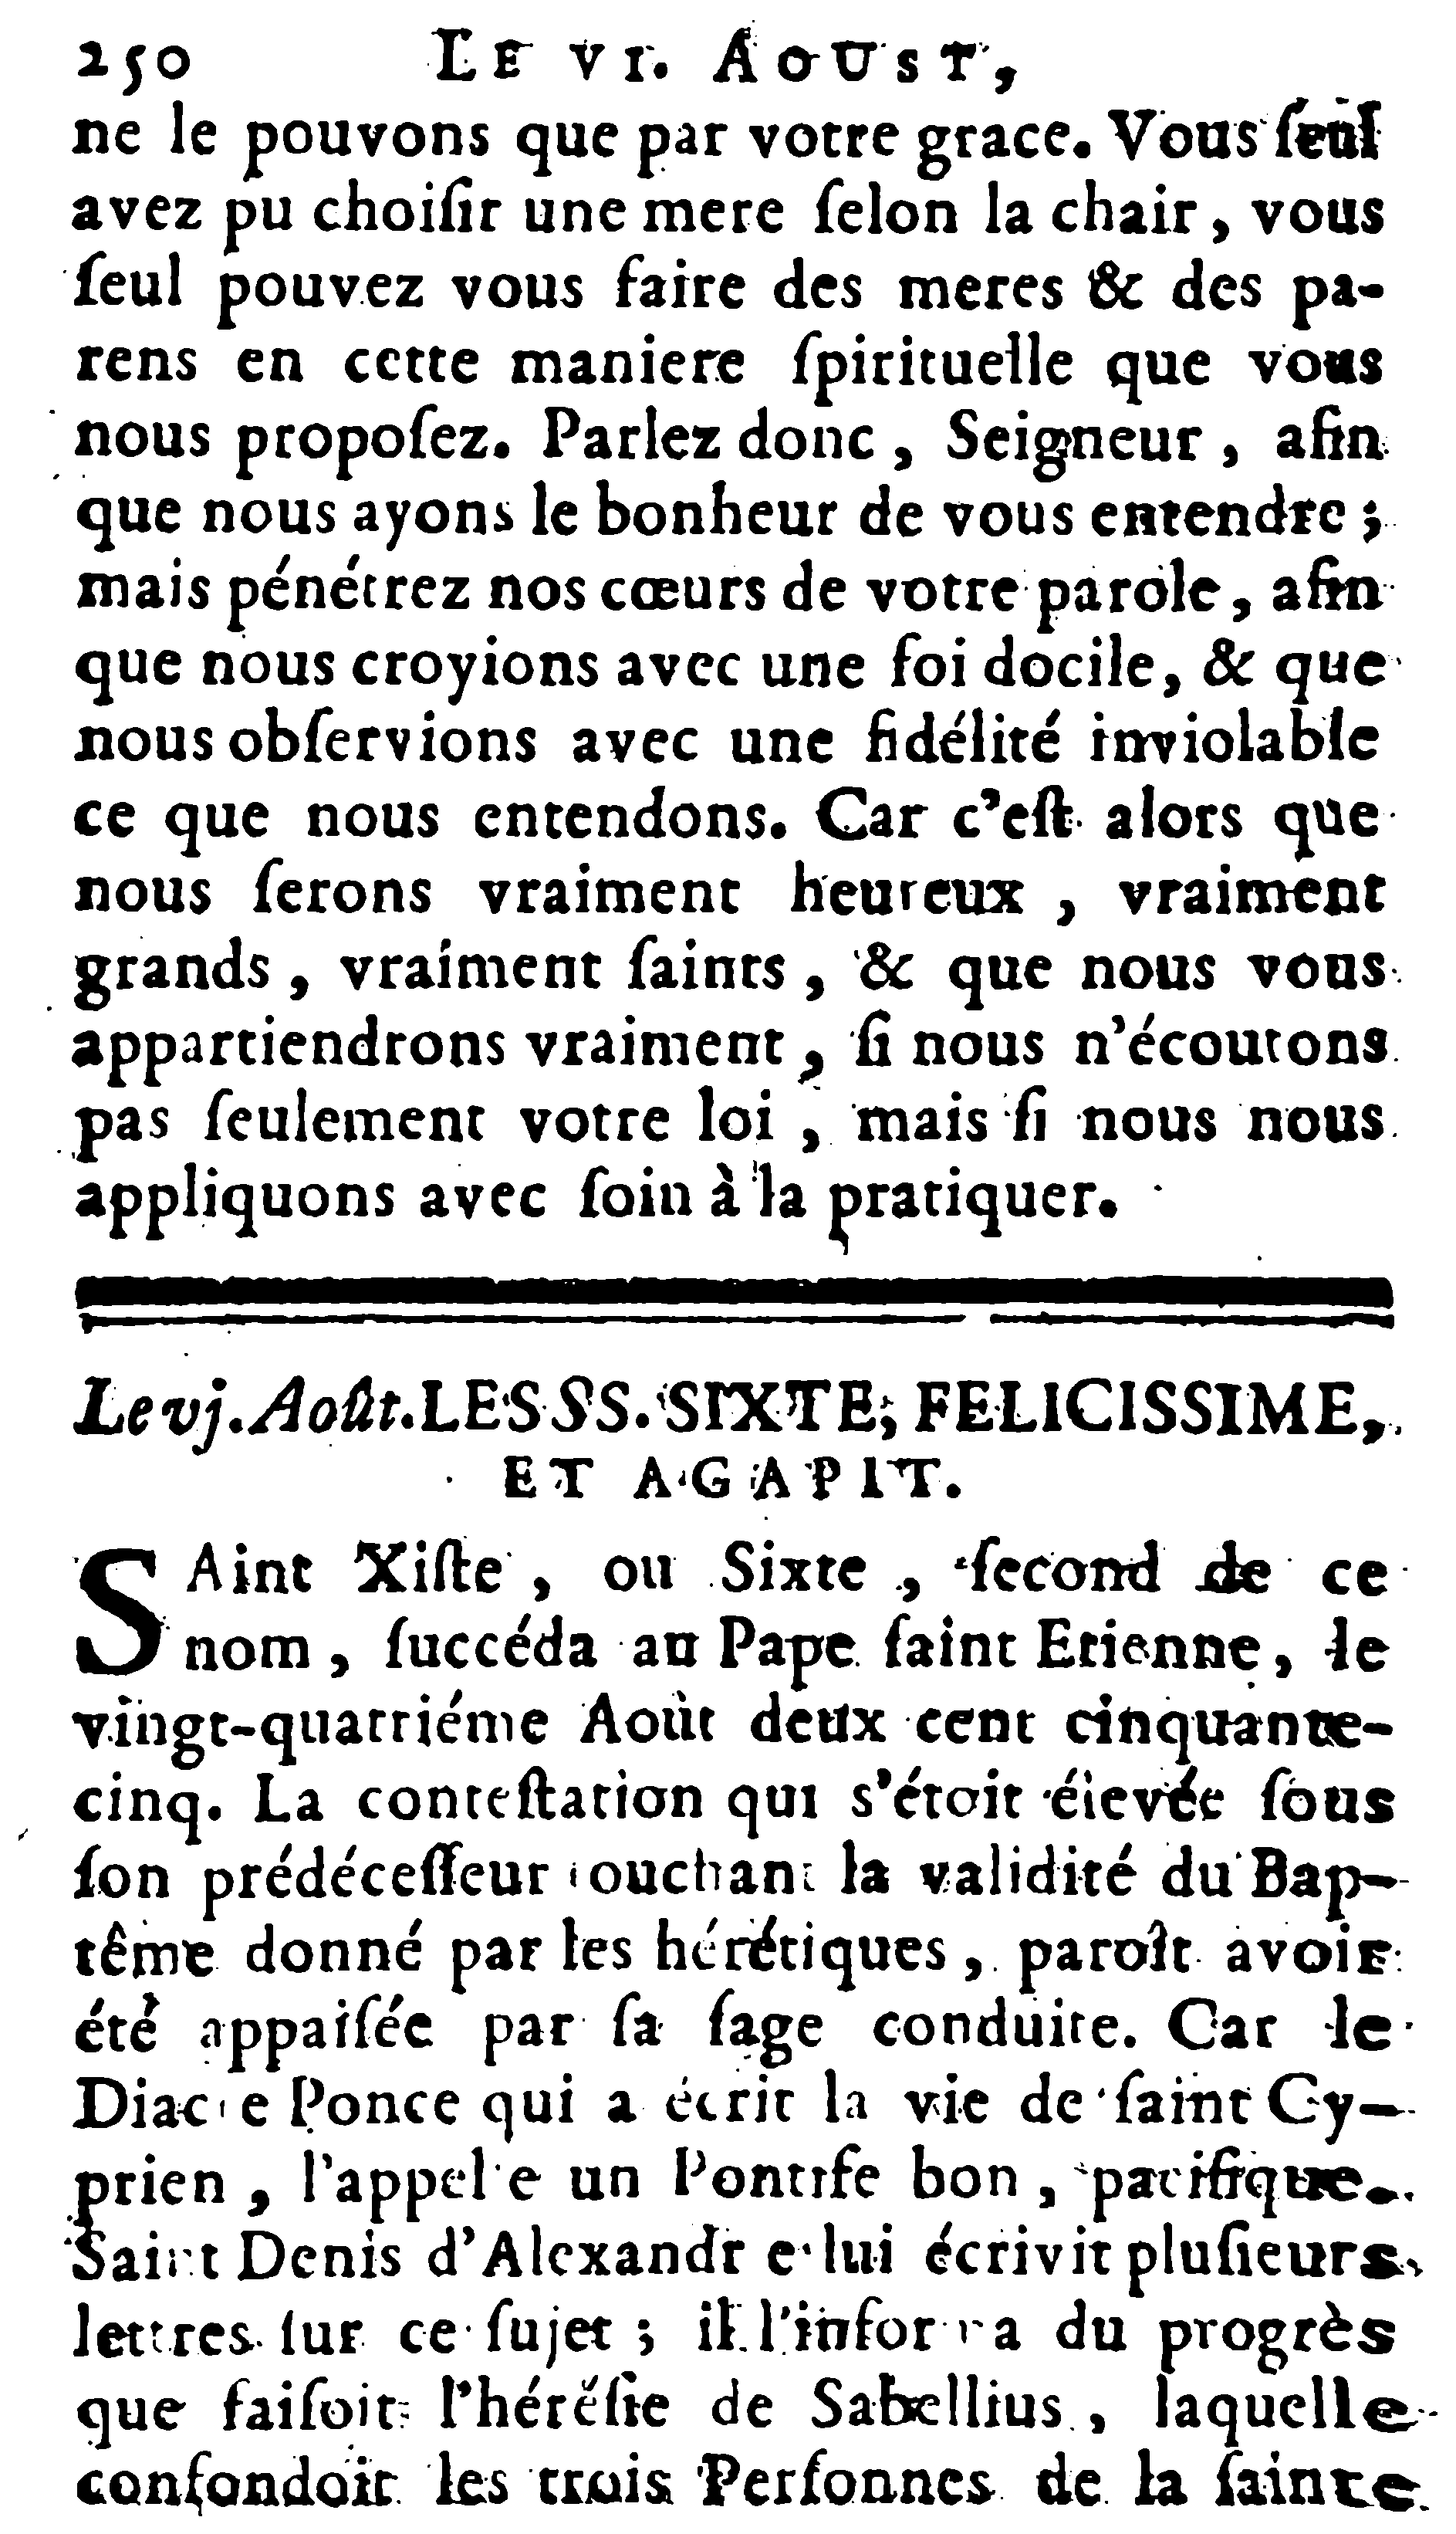 250 LE VI. AOUST,
ne le pouvons que par votre grace. Vous ſeul
avez pu choiſir une mere ſelon la chair, vous
ſeul pouvez vous faire des meres & des pa-
rens en cette maniere ſpirituelle que vous
nous propoſez. Parlez donc, Seigneur, afin
que nous ayons le bonheur de vous entendre;
mais pénétrez nos cœurs de votre parole, afin
que nous croyions avec une foi docile, & que
nous obſervions avec une fidélité inviolable
ce que nous entendons. Car c'eſt alors que
nous ſerons vraiment heureux, vraiment
grands, vraiment ſaints, & que nous vous
appartiendrons vraiment, ſi nous n'écoutons
pas ſeulement votre loi, mais ſi nous nous
appliquons avec ſoin à la pratiquer.
Le vj. Août. LES SS. SIXTE, FELICISSIME,
ET AGAPIT.
SAint Xiſte, ou Sixte, ſecond de ce
nom, ſuccéda au Pape ſaint Etienne, le
vingt-quatriéme Août deux cent cinquante-
cinq. La conteſtation qui s'étoit élevée ſous
ſon prédéceſſeur touchant la validité du Bap-
tême donné par les hérétiques, paroît avoir
été appaiſée par ſa ſage conduite. Car le
Diacre Ponce qui a écrit la vie de ſaint Cy-
prien, l'appelle un Pontife bon, pacifique.
Saint Denis d'Alexandrie lui écrivit pluſieurs
lettres ſur ce ſujet; il l'informa du progrès
que faiſoit l'héréſie de Sabellius, laquelle
confondoit les trois Perſonnes de la ſainte